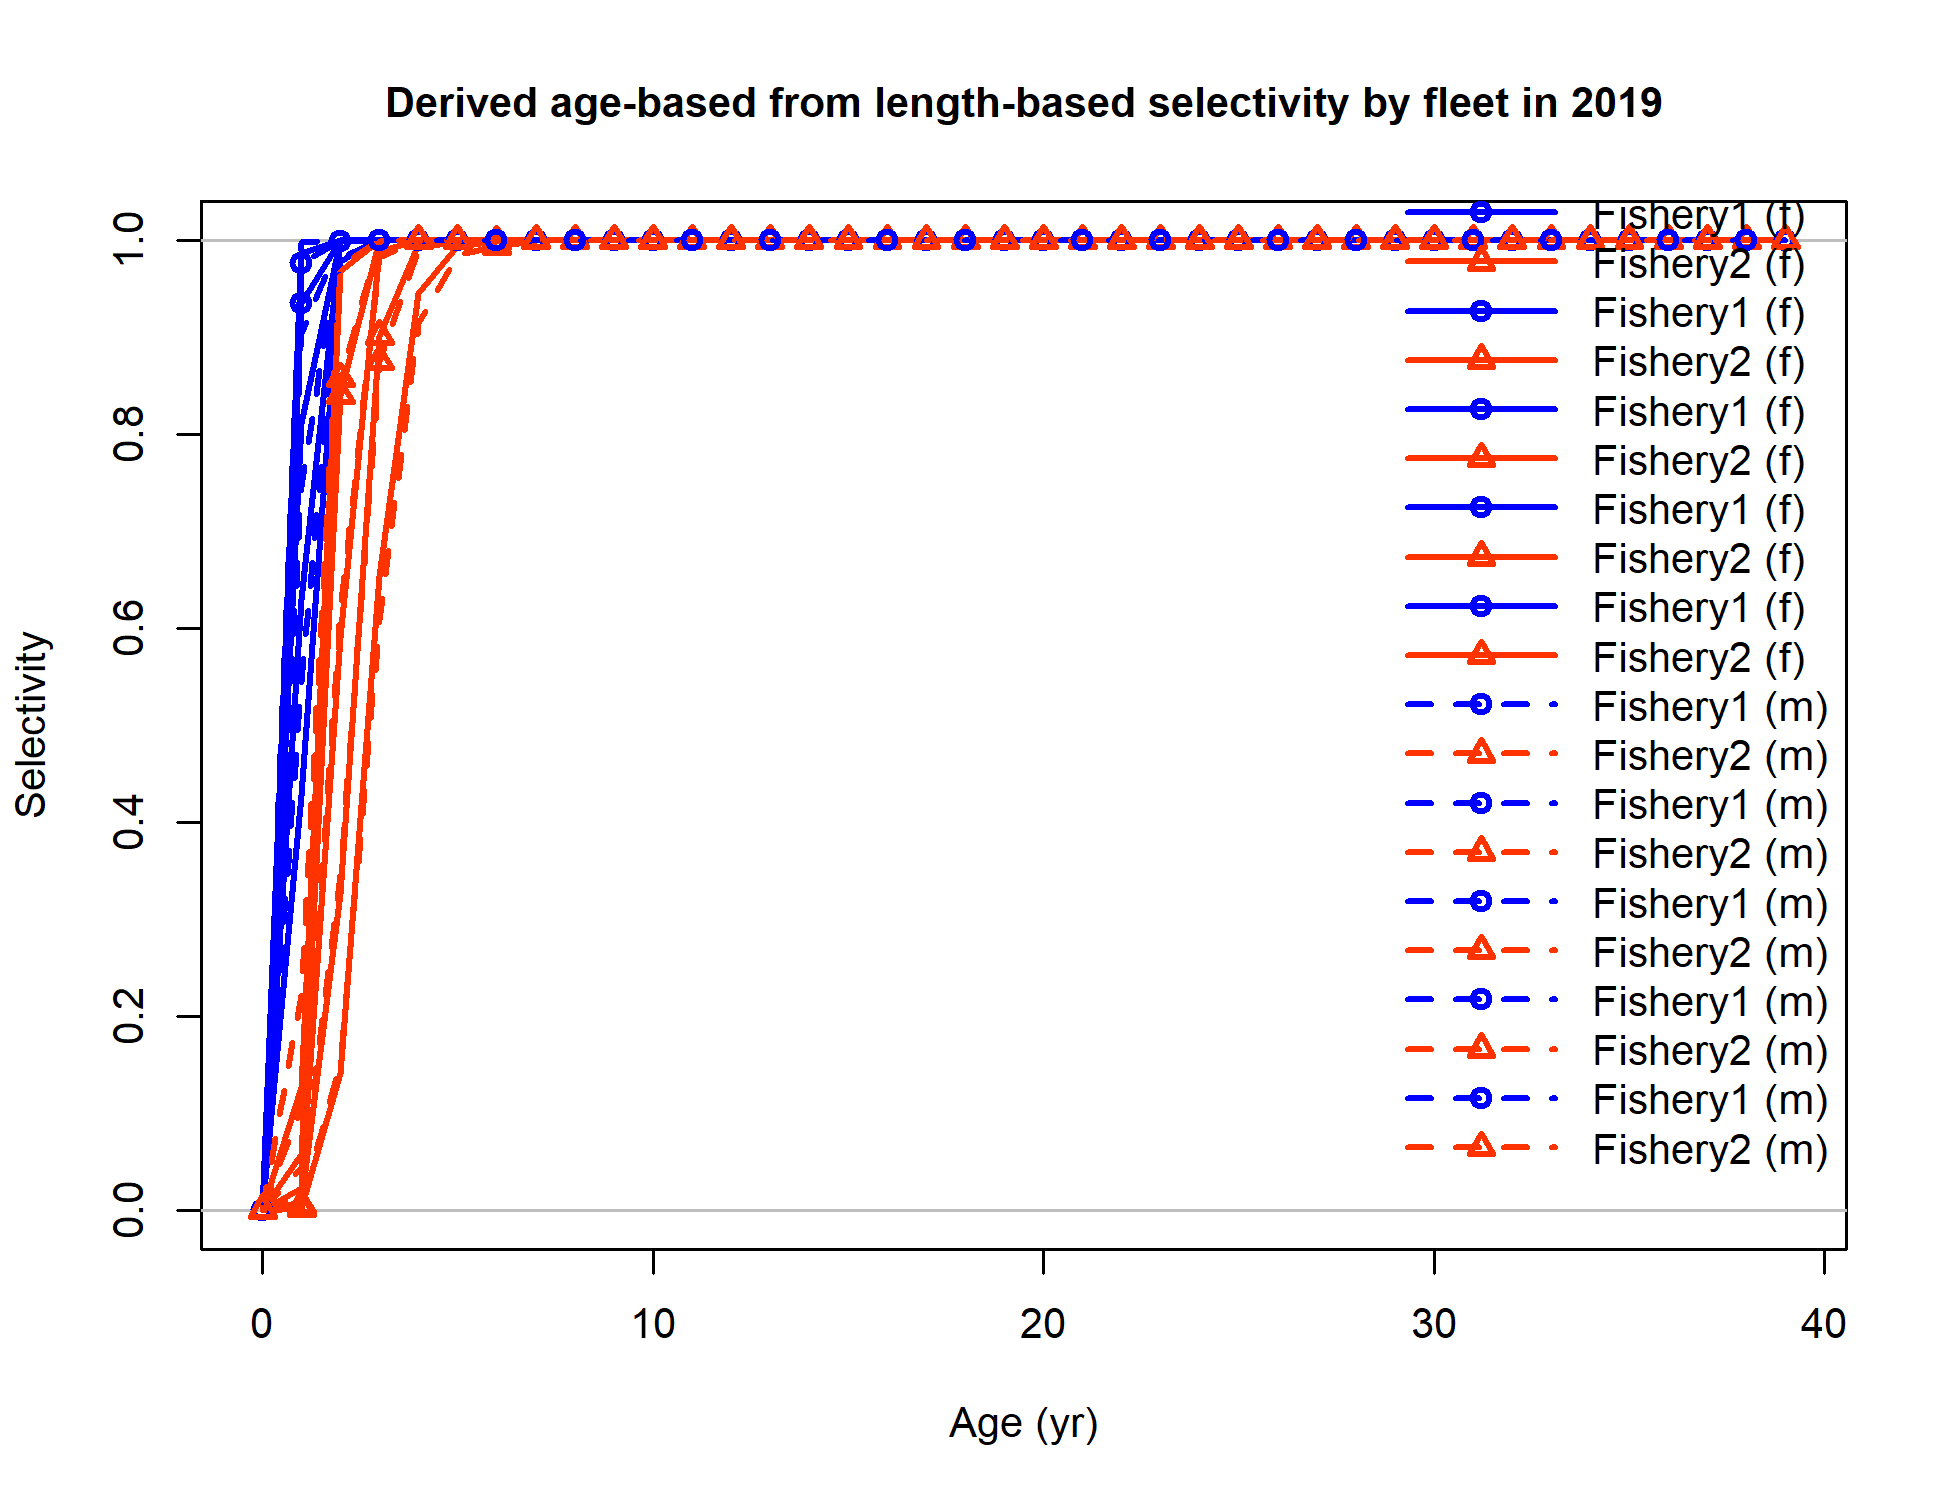 Derived age-based from length-based selectivity by fleet in 2019
Selectivity
1.0
0.8
0.6
0.4
0.2
0.0
Fishery1 (f)
Fishery2 (f)
Fishery1 (f)
Fishery2 (f)
Fishery1 (f)
Fishery2 (f)
Fishery1 (f)
Fishery2 (f)
Fishery1 (f)
Fishery2 (f)
Fishery1 (m)
Fishery2 (m)
Fishery1 (m)
Fishery2 (m)
Fishery1 (m)
Fishery2 (m)
Fishery1 (m)
Fishery2 (m)
Fishery1 (m)
Fishery2 (m)
0 10 20 30 40
Age (yr)